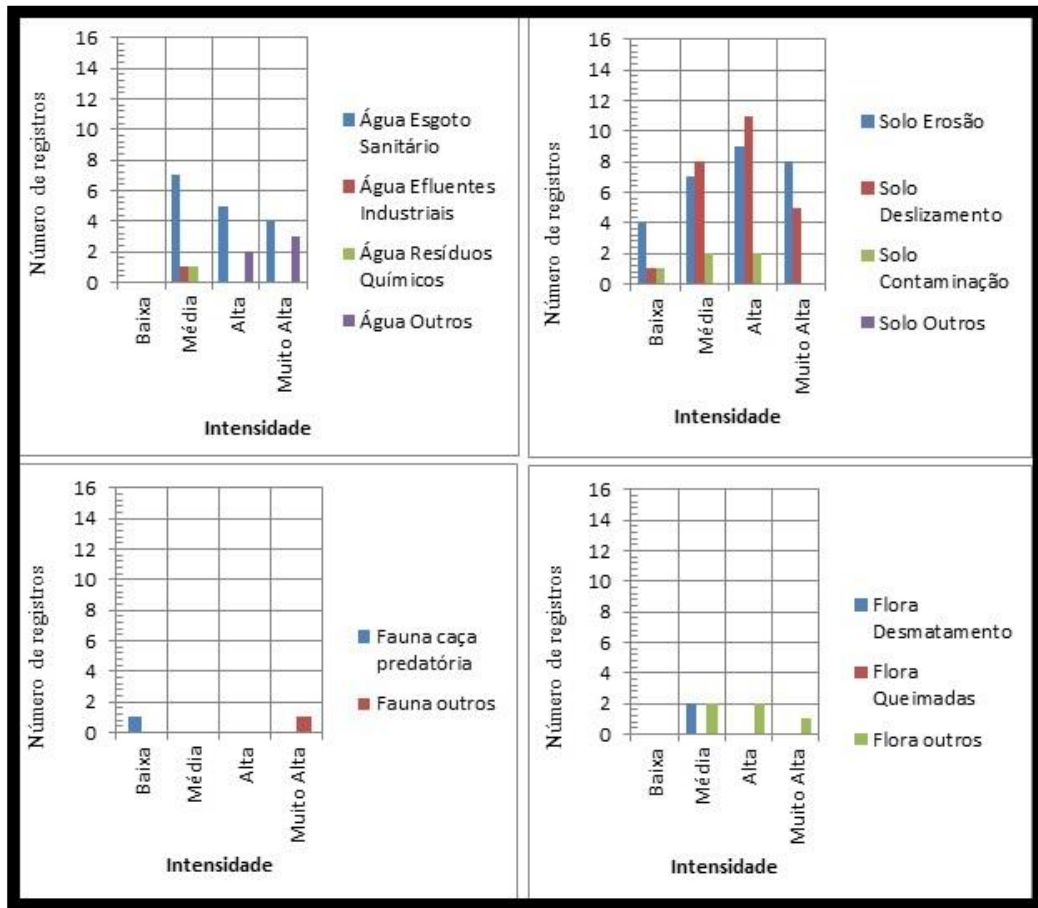 Número de registros
16
14
12
10
8
6
4
2
0
Baixa
Média
Alta
Muito Alta
Intensidade
Água Esgoto
Sanitário
Água Efluentes
Industriais
Água Resíduos
Químicos
Água Outros
Número de registros
16
14
12
10
8
6
4
2
0
Baixa
Média
Alta
Muito Alta
Intensidade
Solo Erosão
Solo
Deslizamento
Solo
Contaminação
Solo Outros
Número de registros
16
14
12
10
8
6
4
2
0
Baixa
Média
Alta
Muito Alta
Intensidade
Fauna caça
predatória
Fauna outros
Número de registros
16
14
12
10
8
6
4
2
0
Baixa
Média
Alta
Muito Alta
Intensidade
Flora
Desmatamento
Flora
Queimadas
Flora outros